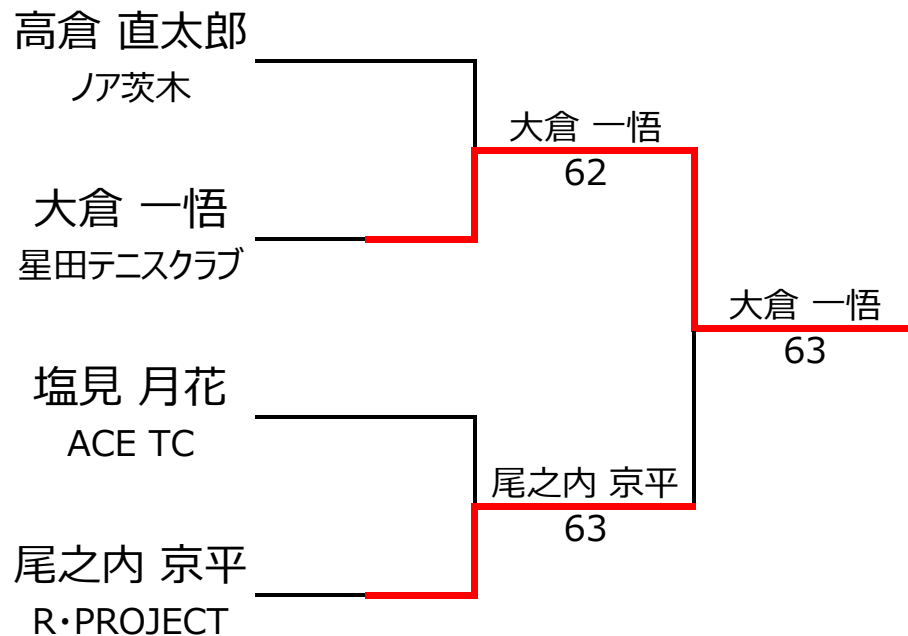 高倉 直太郎
ノア茨木
大倉 一悟
62
大倉 一悟
星田テニスクラブ
大倉 一悟
63
塩見 月花
ACE TC
尾之内 京平
63
尾之内 京平
R・PROJECT